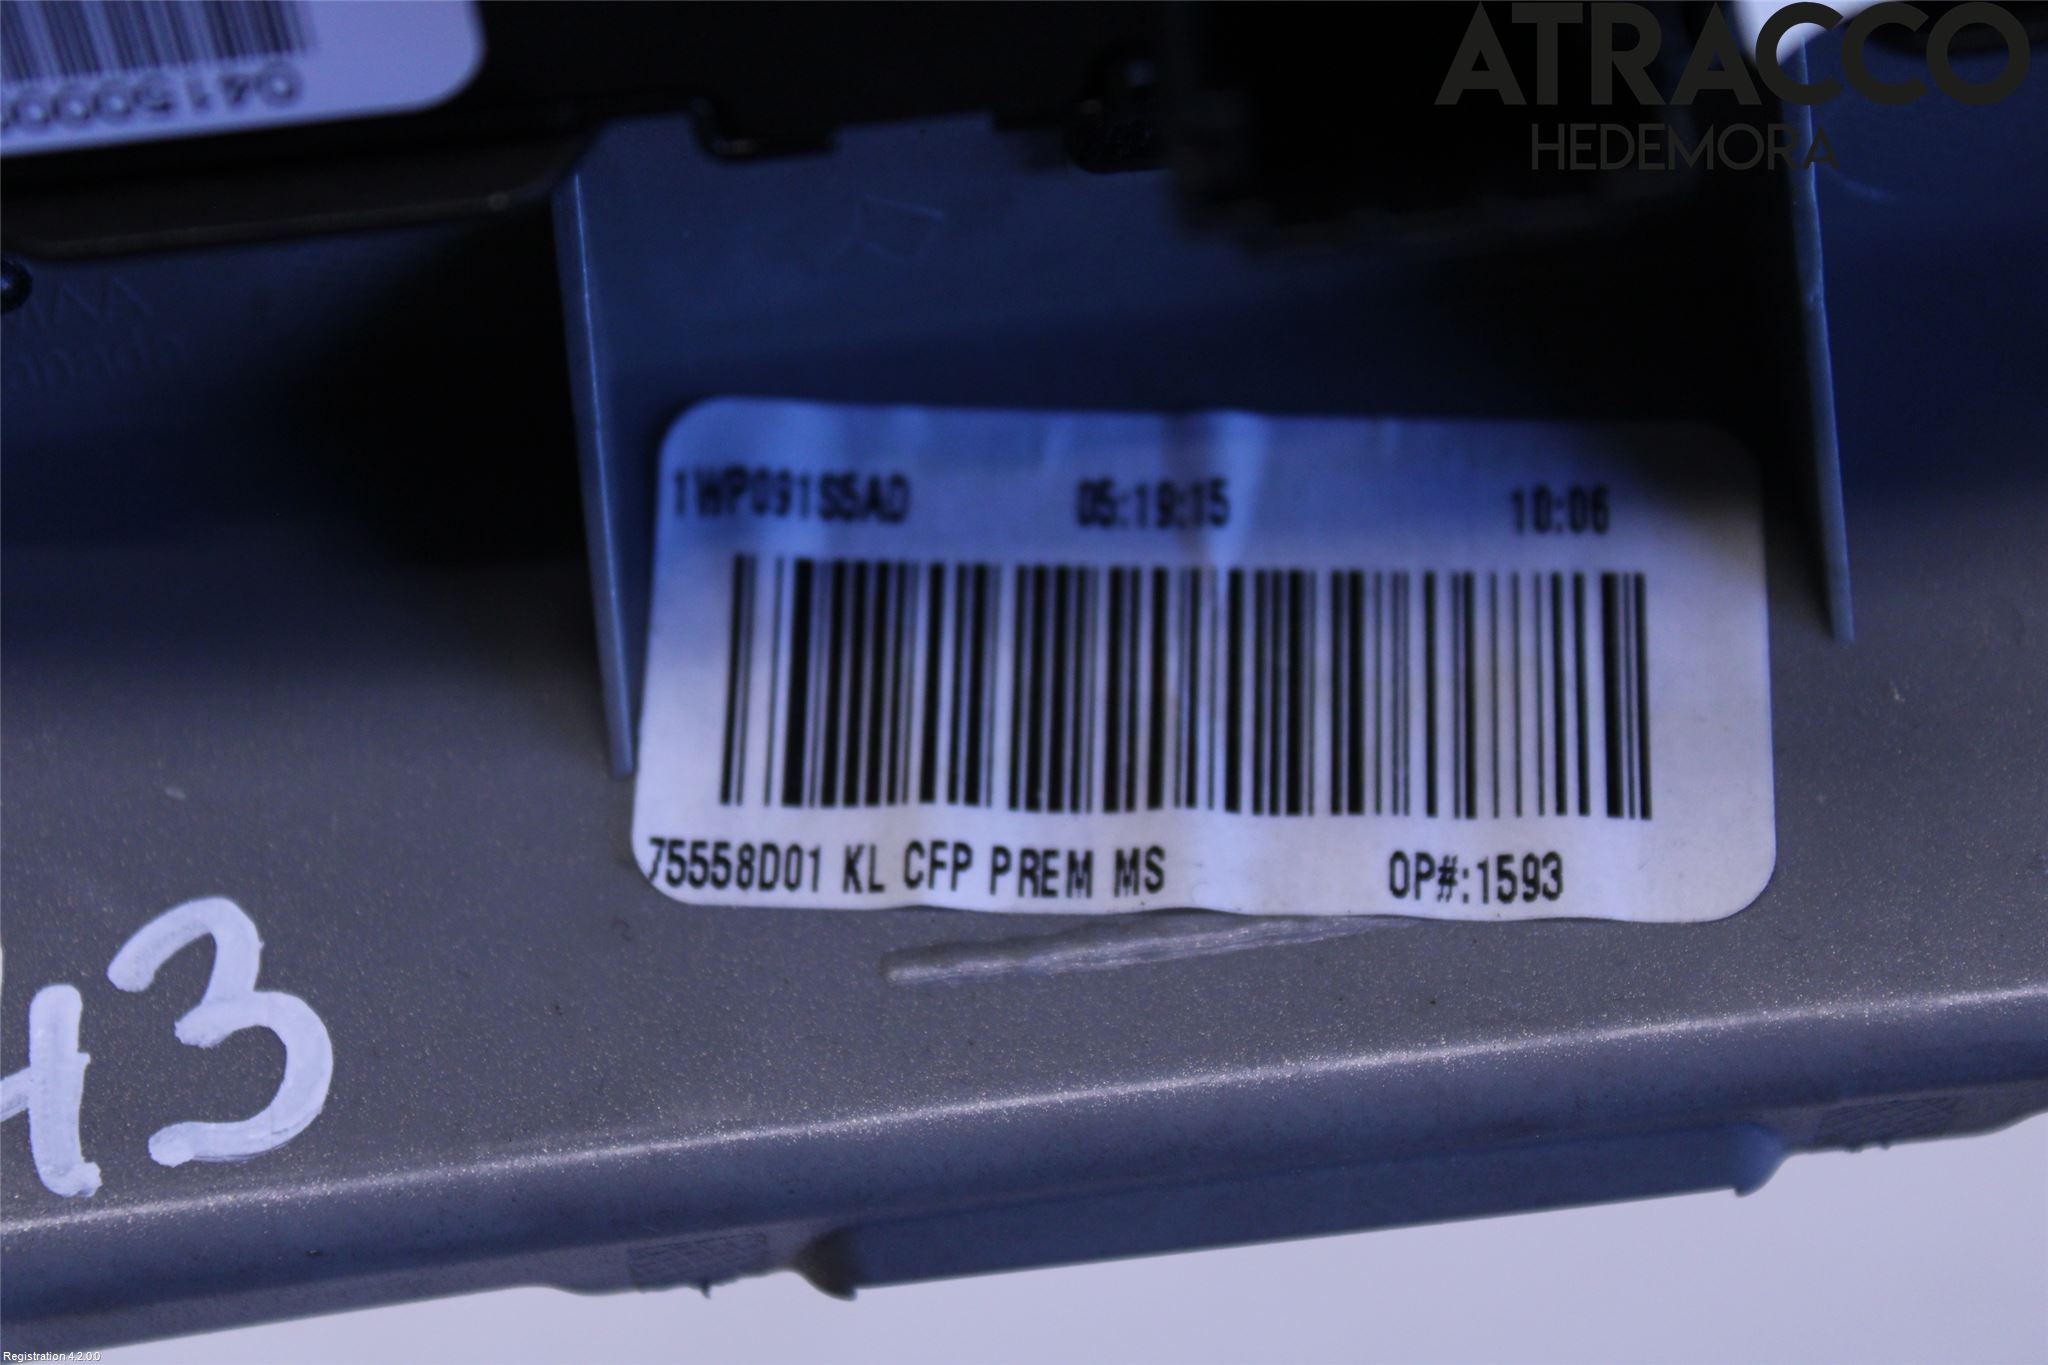 ATRACCO
HEDEMORA
1WP091S5AD 05:19:15 10:06
75558D01 KL CFP PREM MS OP#:1593
H3
Registration 4.2.0.0